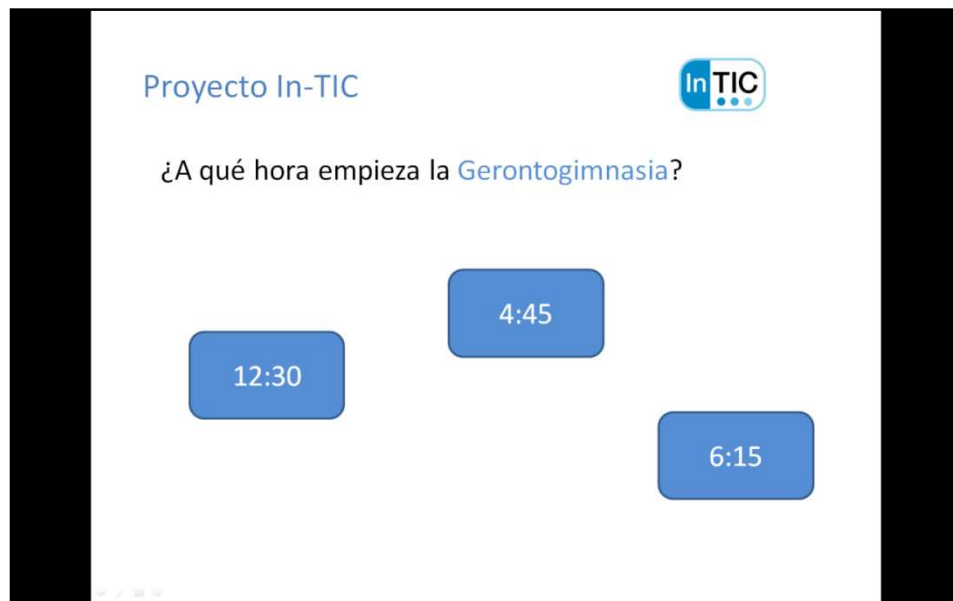 Proyecto In-TIC
In TIC
¿A qué hora empieza la Gerontogimnasia?
4:45
12:30
6:15